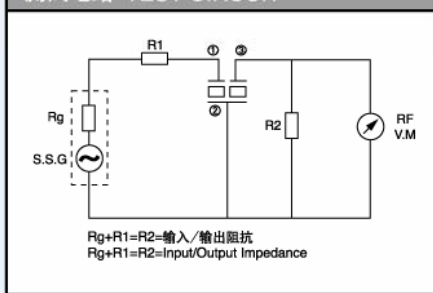 TEST CIRCUIT
R1
①
③
②
Rg
S.S.G
R2
RF
V.M
Rg+R1=R2=输入/输出阻抗
Rg+R1=R2=Input/Output Impedance